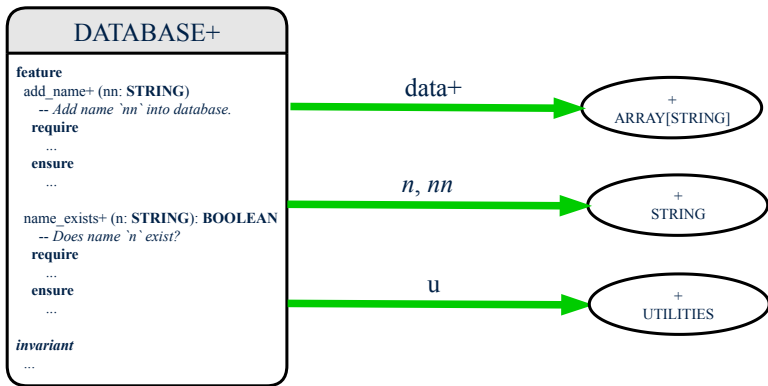 DATABASE+
feature
add_name+ (nn: STRING)
-- Add name `nn` into database.
require
...
ensure
...
name_exists+ (n: STRING): BOOLEAN
-- Does name `n` exist?
require
...
ensure
...
invariant
...
data+
+
ARRAY[STRING]
n, nn
+
STRING
u
+
UTILITIES